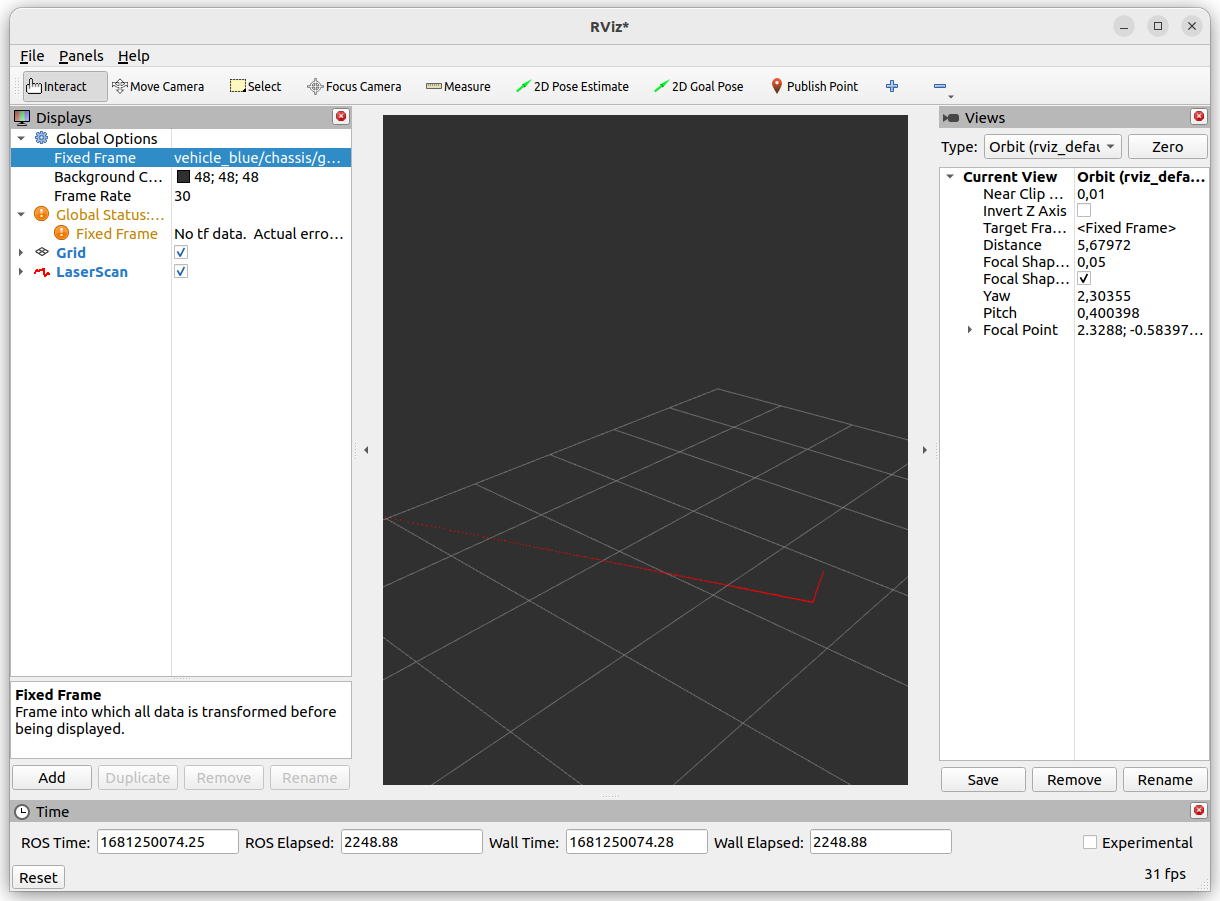 RViz*
File Panels Help
Interact Move Camera Select Focus Camera Measure 2D Pose Estimate 2D Goal Pose Publish Point
Displays
Global Options
Fixed Frame vehicle_blue/chassis/g...
Background C... 48; 48; 48
Frame Rate 30
Global Status:...
Fixed Frame No tf data. Actual erro...
Grid
LaserScan
Fixed Frame
Frame into which all data is transformed before
being displayed.
Add Duplicate Remove Rename
Views
Type: Orbit (rviz_defau Zero
Current View Orbit (rviz_defa...
Near Clip ... 0,01
Invert Z Axis
Target Fra... <Fixed Frame>
Distance 5,67972
Focal Shap... 0,05
Focal Shap...
Yaw 2,30355
Pitch 0,400398
Focal Point 2.3288; -0.58397...
Save Remove Rename
Time
ROS Time: 1681250074.25 ROS Elapsed: 2248.88 Wall Time: 1681250074.28 Wall Elapsed: 2248.88 Experimental
Reset 31 fps